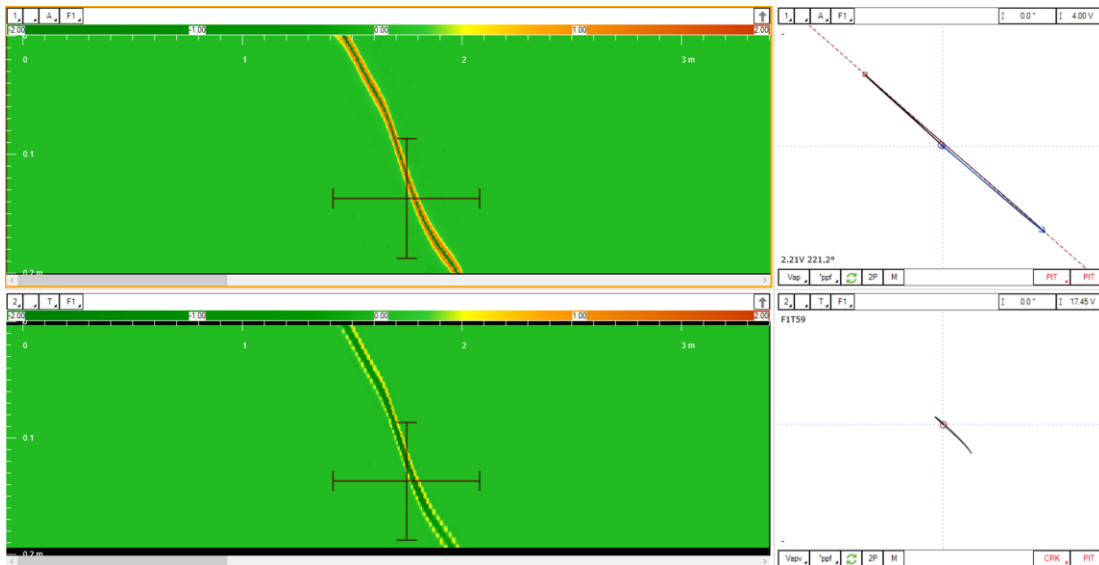 1 A F1
-2.00 -1.00 0.00 1.00 2.00
0 1 2 3 m
0.1
0.2 m
1 A F1 0.0 ° 4.00 V
2.21V 221.2°
Vap *ppf 2P M PIT PIT
2 T F1
-2.00 -1.00 0.00 1.00 2.00
0 1 2 3 m
0.1
0.2 m
2 T F1 0.0 ° 17.45 V
F1T59
Vapv *ppf 2P M CRK PIT